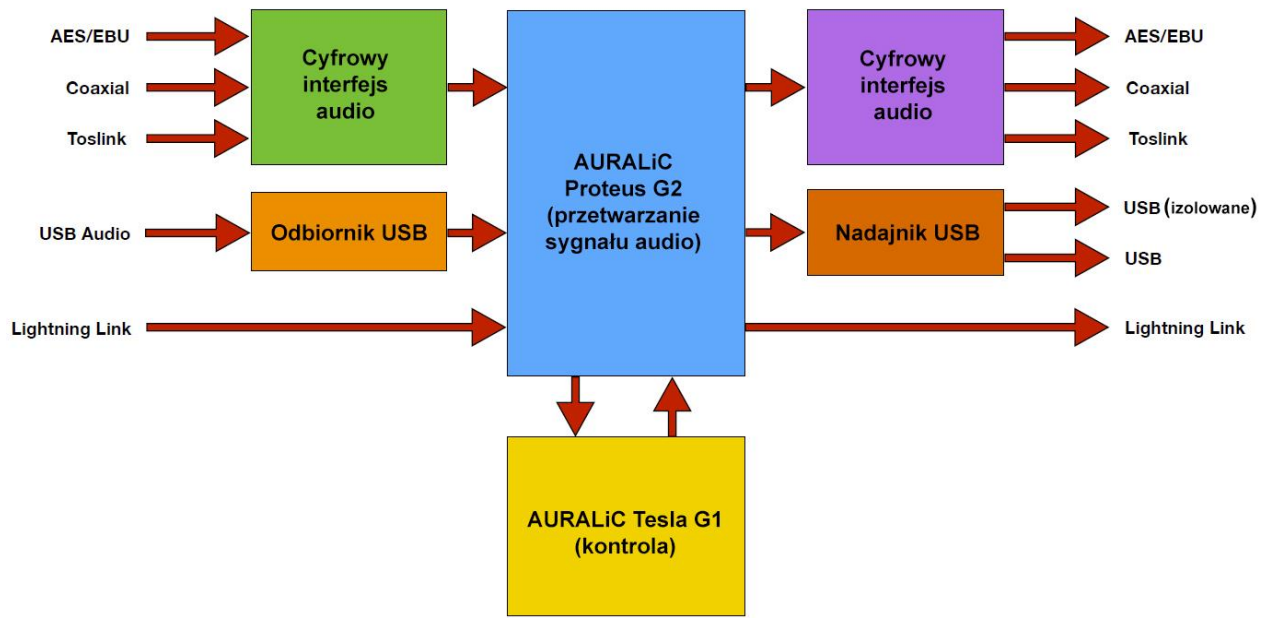 AES/EBU
Coaxial
Toslink
USB Audio
Lightning Link
Cyfrowy
interfejs
audio
Odbiornik USB
AURALiC
Proteus G2
(przetwarzanie
sygnału audio)
AURALiC Tesla G1
(kontrola)
Cyfrowy
interfejs
audio
Nadajnik USB
AES/EBU
Coaxial
Toslink
USB (izolowane)
USB
Lightning Link